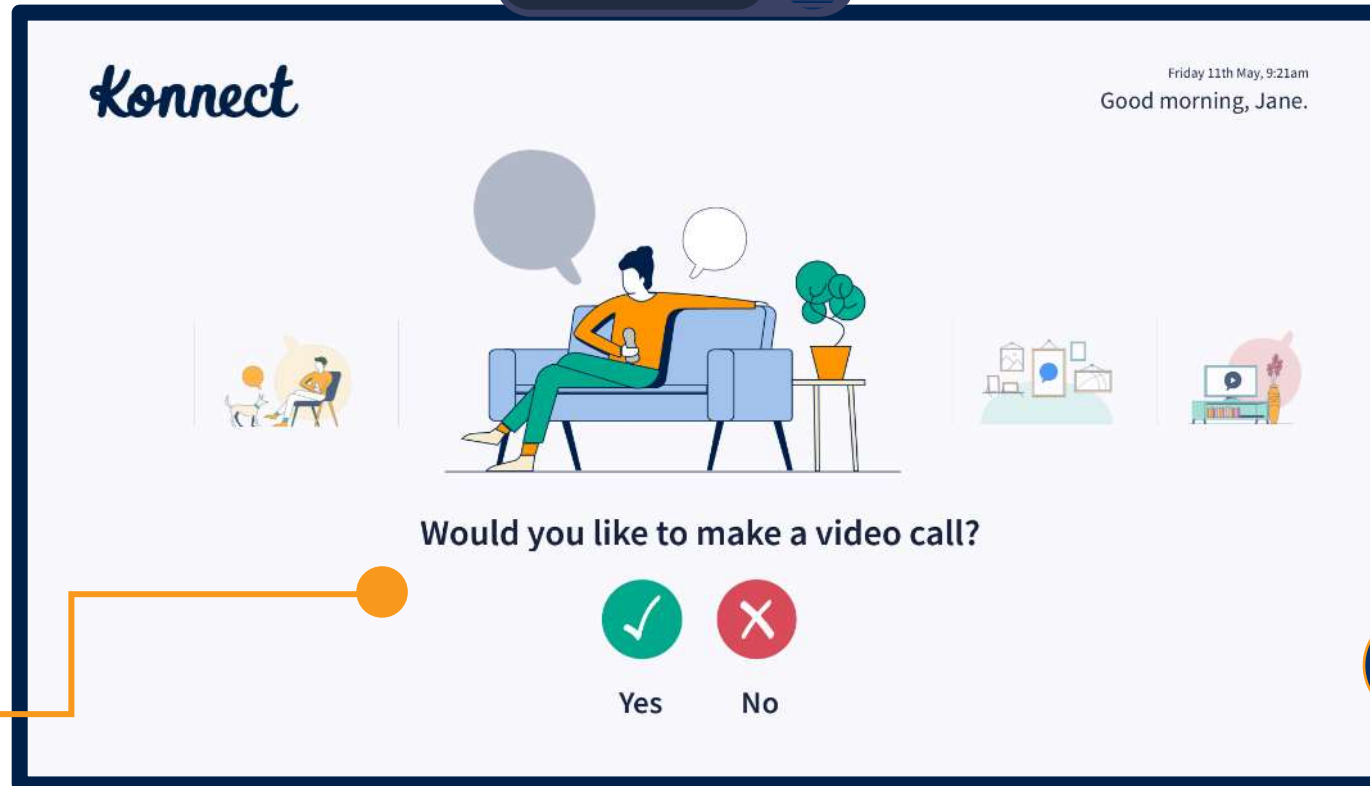 Konnect
Friday 11th May, 9:21am
Good morning, Jane.
Would you like to make a video call?
Yes No